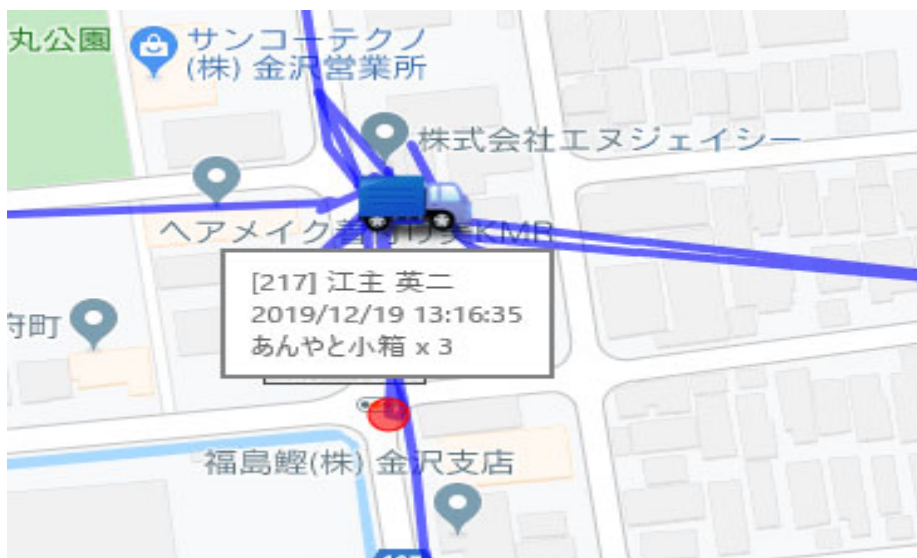 丸公園
サンコーテクノ
(株) 金沢営業所
株式会社エヌジェイシー
ヘアメイク
KMR
[217] 江主 英二
2019/12/19 13:16:35
あんやと小箱 x 3
府町
福島鰹(株) 金沢支店